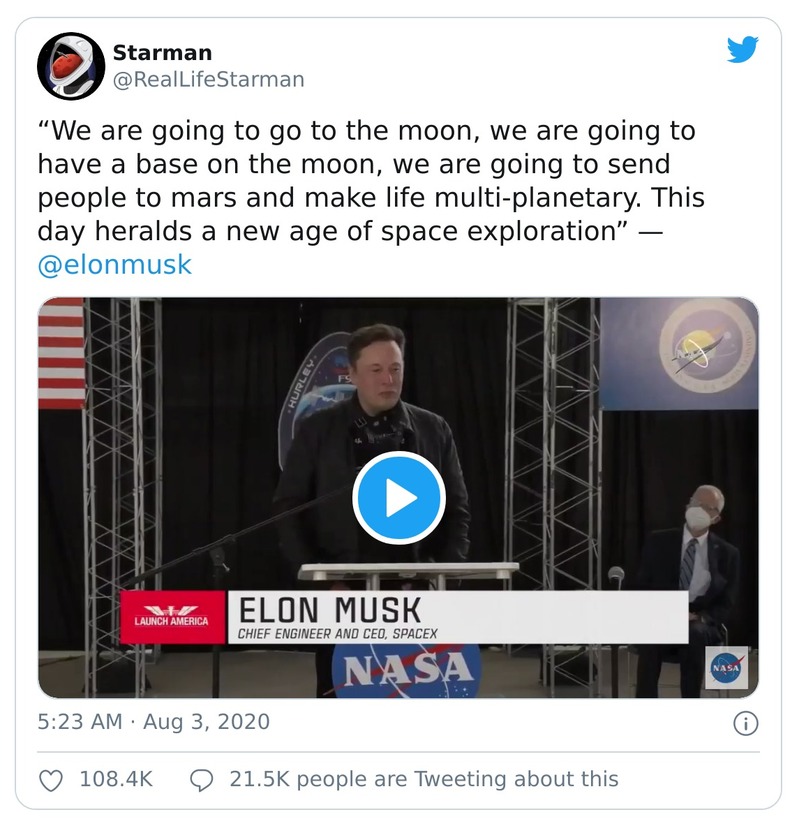 Starman
@RealLifeStarman
“We are going to go to the moon, we are going to
have a base on the moon, we are going to send
people to mars and make life multi-planetary. This
day heralds a new age of space exploration” —
@elonmusk
HURLEY
NASA
LAUNCH AMERICA
ELON MUSK
CHIEF ENGINEER AND CEO, SPACEX
NASA
NASA
5:23 AM · Aug 3, 2020
108.4K
21.5K people are Tweeting about this